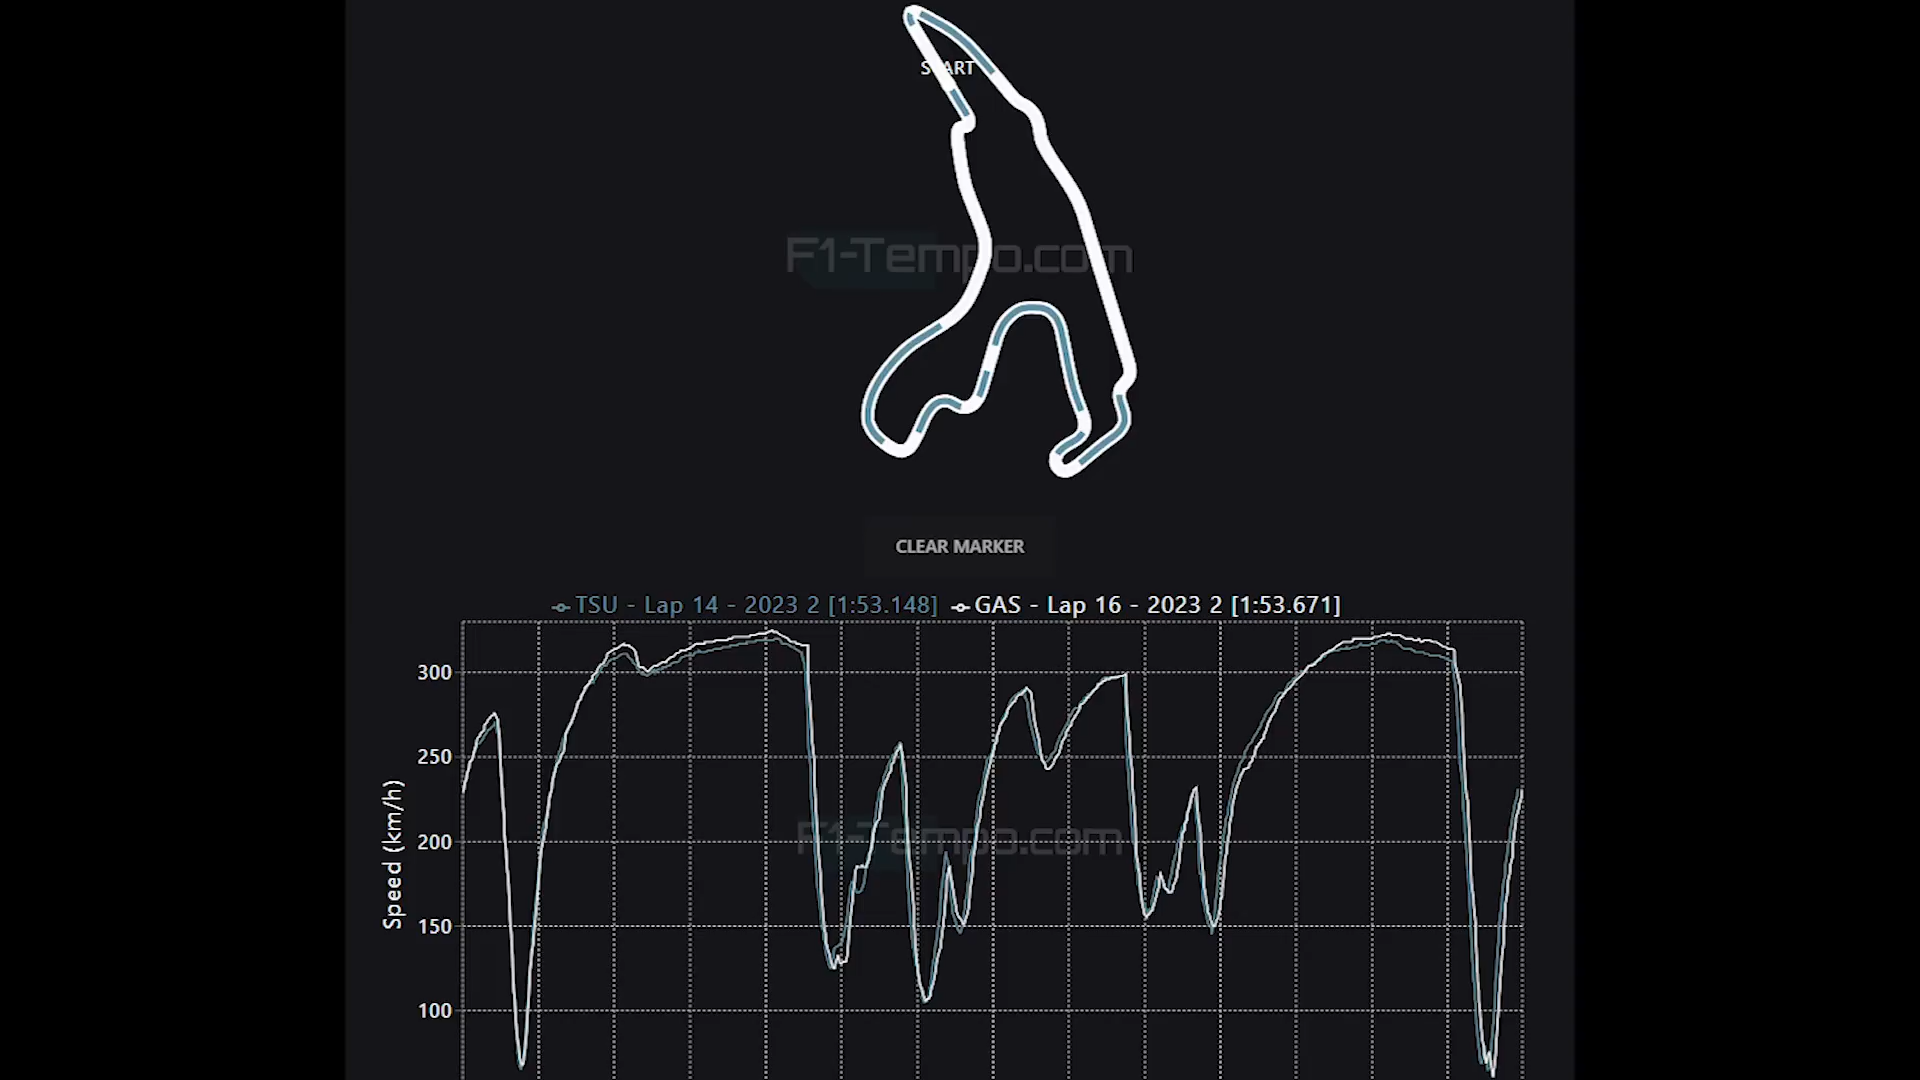 START
F1-Tempo.com
CLEAR MARKER
TSU - Lap 14 - 2023 2 [1:53.148] GAS - Lap 16 - 2023 2 [1:53.671]
300
250
200
150
100
Speed (km/h)
F1-Tempo.com